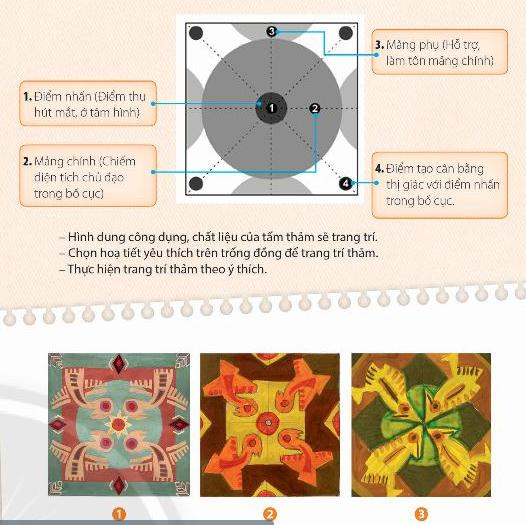 3
3. Mảng phụ (Hỗ trợ,
làm tôn mảng chính)
1. Điểm nhấn (Điểm thu
hút mắt, ở tâm hình)
1
2
2. Mảng chính (Chiếm
diện tích chủ đạo
trong bố cục)
4. Điểm tạo cân bằng
thị giác với điểm nhấn
trong bố cục.
4
– Hình dung công dụng, chất liệu của tấm thảm sẽ trang trí.
– Chọn hoạ tiết yêu thích trên trống đồng để trang trí thảm.
– Thực hiện trang trí thảm theo ý thích.
1
2
3